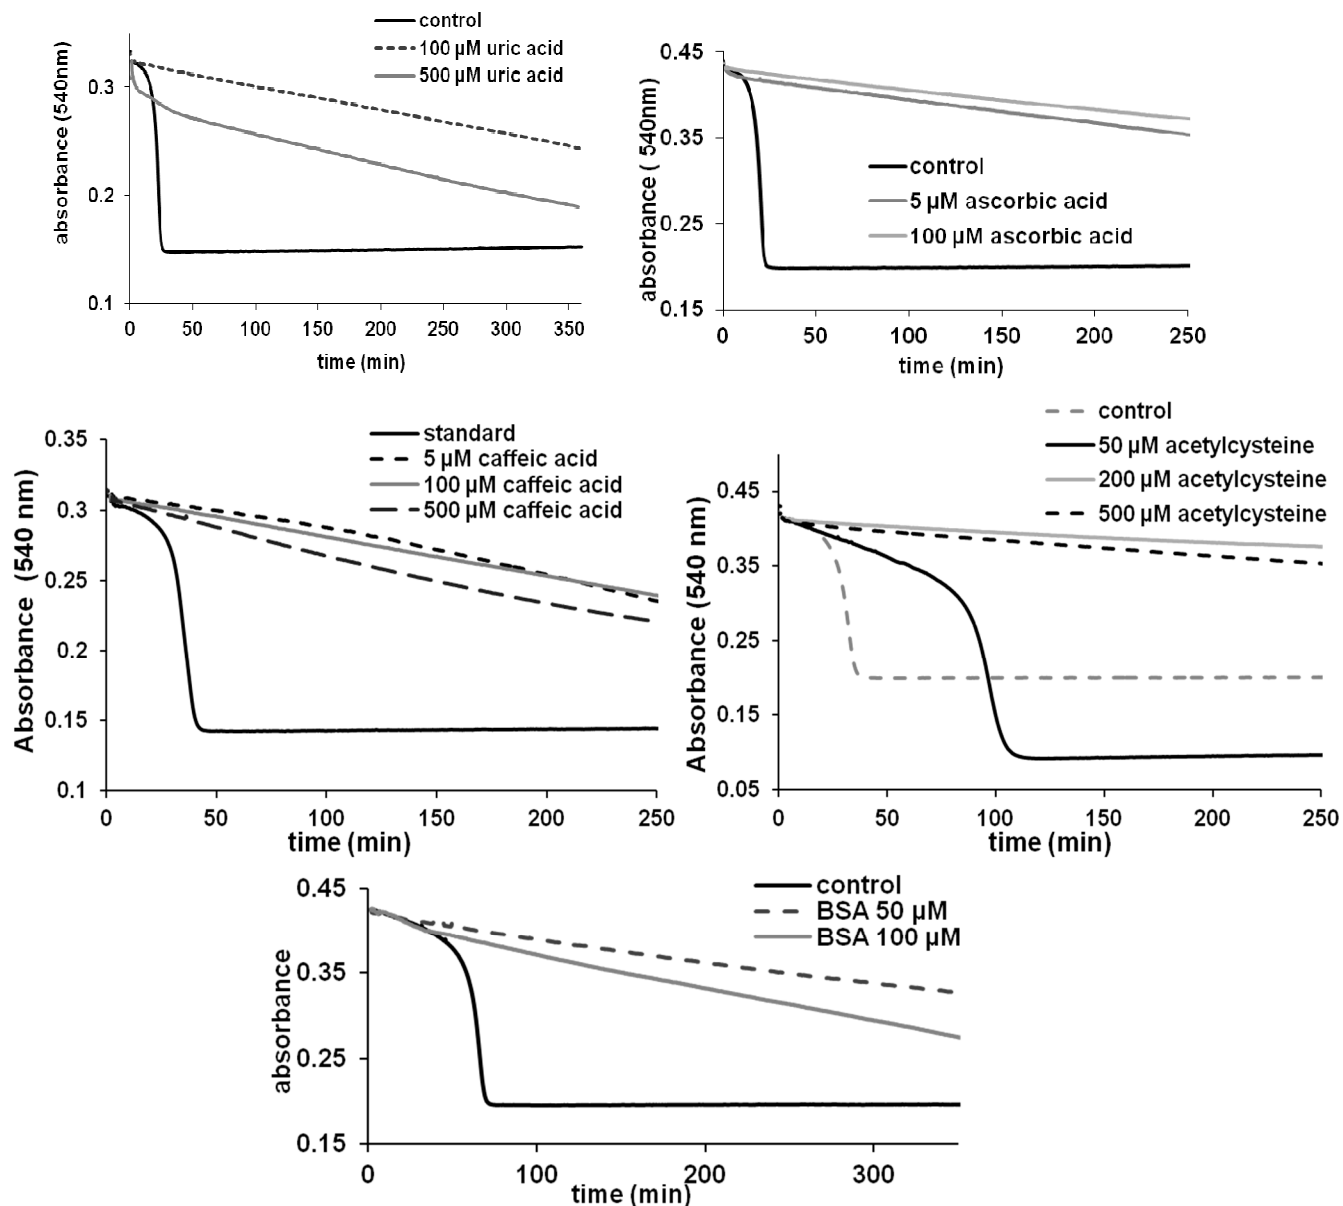 control
100 µM uric acid
500 µM uric acid
absorbance (540nm)
0.3
0.2
0.1
0 50 100 150 200 250 300 350
time (min)
0.45
0.35
0.25
0.15
absorbance ( 540nm)
control
5 µM ascorbic acid
100 µM ascorbic acid
0 50 100 150 200 250
time (min)
standard
5 µM caffeic acid
100 µM caffeic acid
500 µM caffeic acid
Absorbance (540 nm)
0.35
0.3
0.25
0.2
0.15
0.1
0 50 100 150 200 250
time (min)
control
50 µM acetylcysteine
200 µM acetylcysteine
500 µM acetylcysteine
Absorbance (540 nm)
0.45
0.35
0.25
0.15
0.05
0 50 100 150 200 250
time (min)
control
BSA 50 µM
BSA 100 µM
absorbance
0.45
0.35
0.25
0.15
0 100 200 300
time (min)